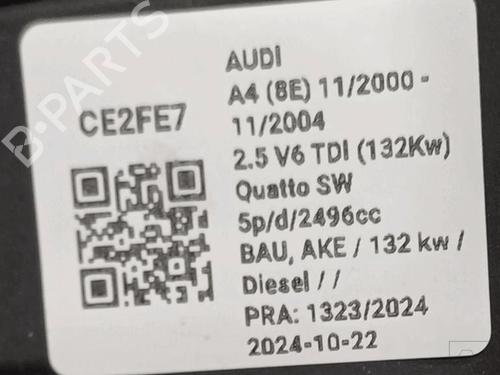 B-PARTS
CE2FE7
AUDI
A4 (8E) 11/2000 -
11/2004
2.5 V6 TDI (132Kw)
Quatto SW
5p/d/2496cc
BAU, AKE / 132 kw /
Diesel / /
PRA: 1323/2024
2024-10-22